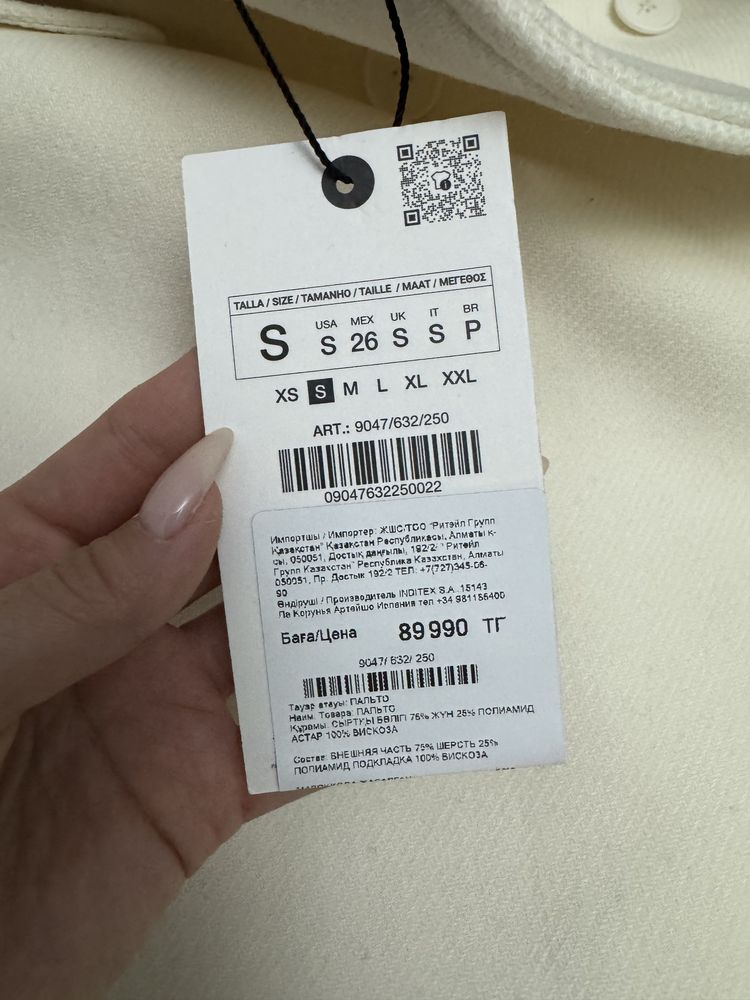 TALLA / SIZE / TAMANHO / TAILLE / MAAT / ΜΕΓΕΘΟΣ
USA MEX UK IT BR
S S 26 S S P
XS S M L XL XXL
ART.: 9047/632/250
09047632250022
Импортшы / Импортер: ЖШС/ТОО "Ритэйл Групп
Қазақстан" Қазақстан Республикасы, Алматы к-
сы, 050051, Достық даңғылы, 192/2 "Ритейл
Групп Казахстан" Республика Казахстан, Алматы
050051, Пр. Достык 192/2 ТЕЛ: +7(727)345-06-
90
Өндіруші / Производитель INDITEX S.A. 15143
Ла Корунья Артейшо Испания тел +34 981185400
Баға/Цена 89 990 ТГ
9047/ 632/ 250
Тауар атауы: ПАЛЬТО
Наим. Товара: ПАЛЬТО
Құрамы: СЫРТҚЫ БӨЛІГІ 75% ЖҮН 25% ПОЛИАМИД
АСТАР 100% ВИСКОЗА
Состав: ВНЕШНЯЯ ЧАСТЬ 75% ШЕРСТЬ 25%
ПОЛИАМИД ПОДКЛАДКА 100% ВИСКОЗА